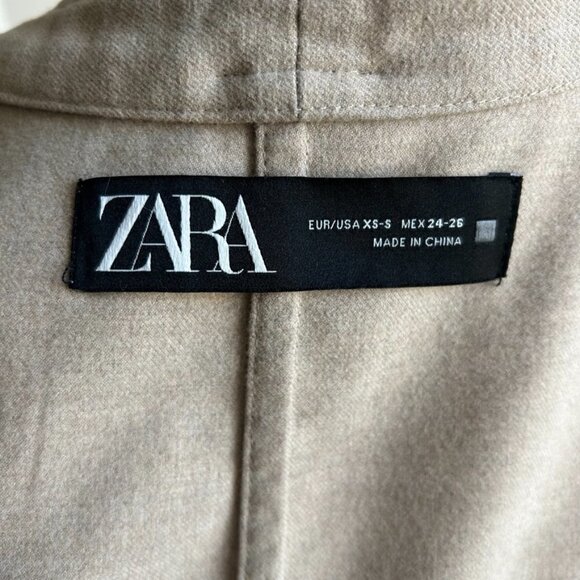 ZARA
EUR/USA XS-S MEX 24-26
MADE IN CHINA